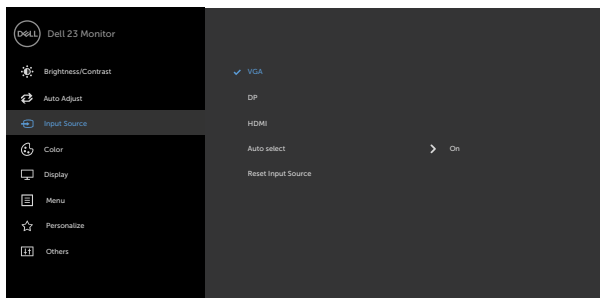 DELL Dell 23 Monitor
Brightness/Contrast
Auto Adjust
Input Source
Color
Display
Menu
Personalize
Others
VGA
DP
HDMI
Auto select On
Reset Input Source